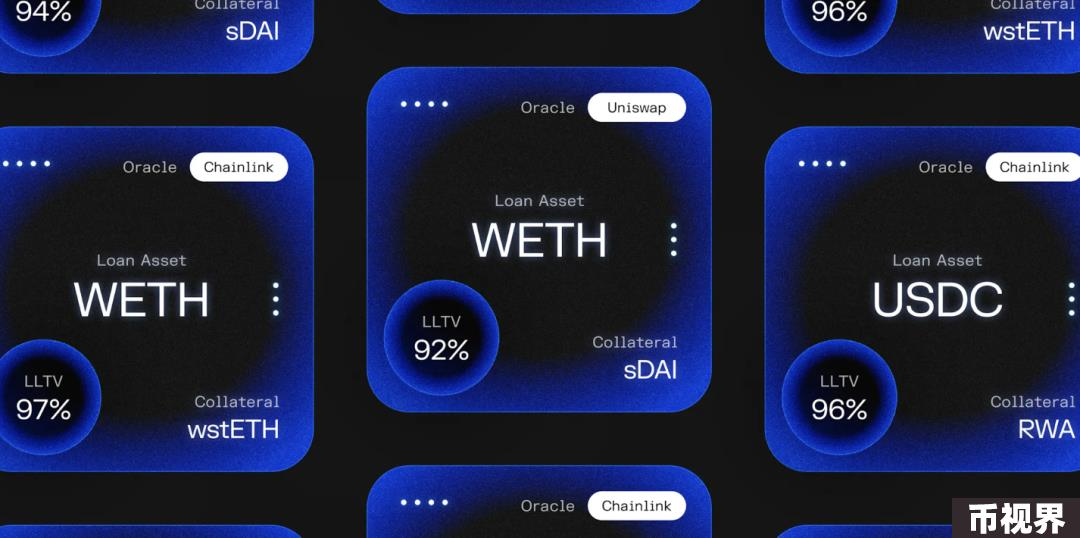 94%
Collateral
sDAI
96%
Collateral
wstETH
Oracle Uniswap
Loan Asset
WETH
LLTV
92%
Collateral
sDAI
Oracle Chainlink
Loan Asset
WETH
LLTV
97%
Collateral
wstETH
Oracle Chainlink
Loan Asset
USDC
LLTV
96%
Collateral
RWA
Oracle Chainlink
币视界